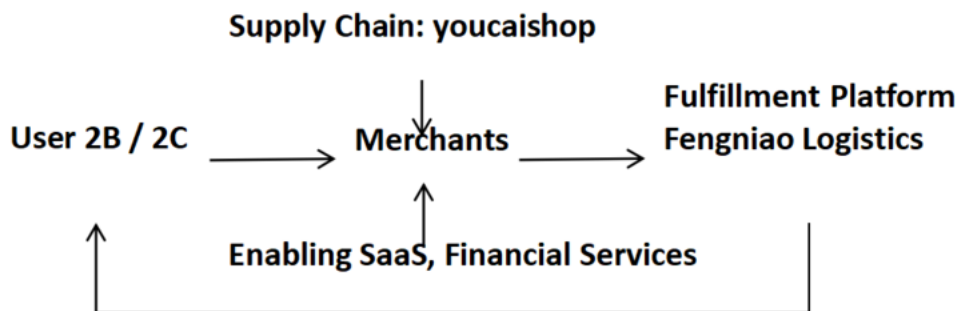 Supply Chain: youcaishop
Fulfillment Platform
User 2B / 2C
Merchants
Fengniao Logistics
Enabling SaaS, Financial Services